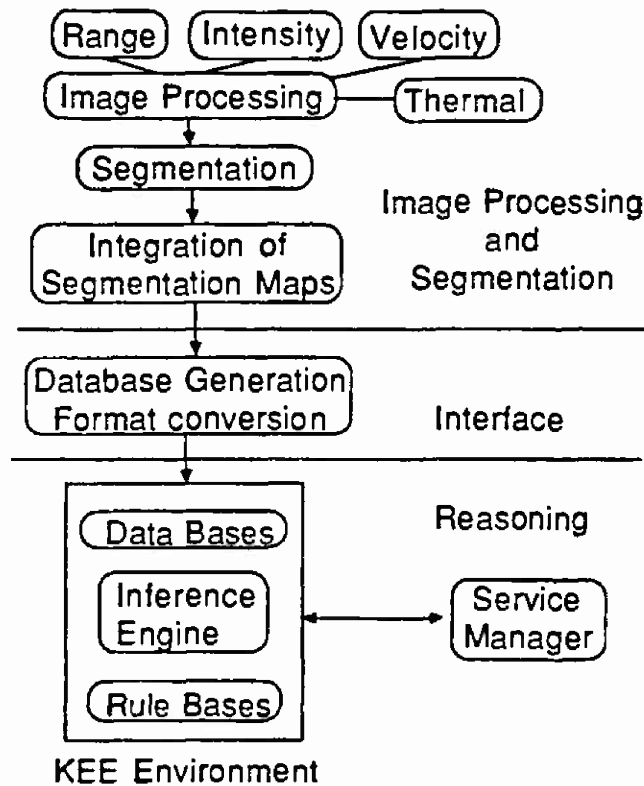 Range
Intensity
Velocity
Image Processing
Thermal
Segmentation
Integration of
Segmentation Maps
Image Processing
and
Segmentation
Database Generation
Format conversion
Interface
Data Bases
Reasoning
Inference
Engine
Service
Manager
Rule Bases
KEE Environment